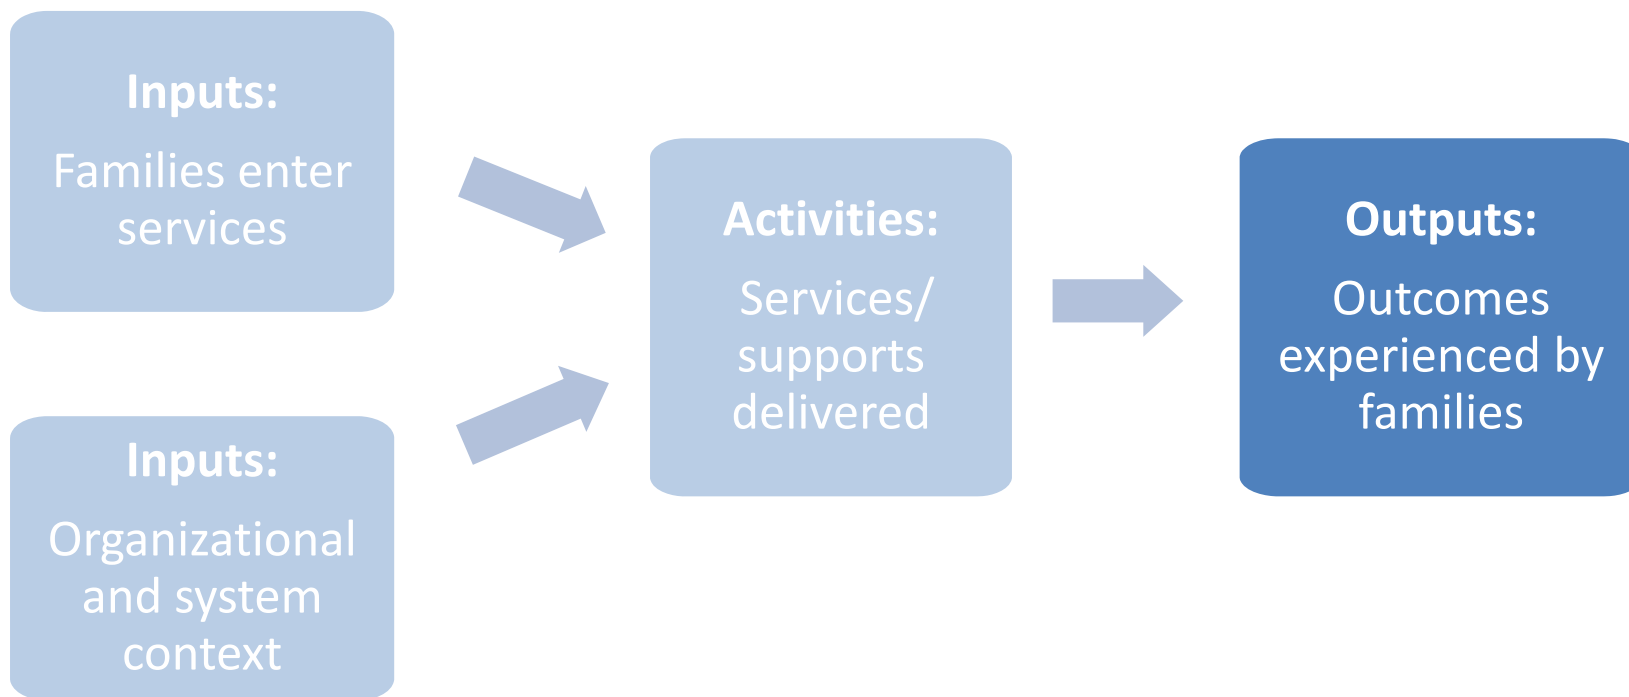 Inputs:
Families enter
services
Inputs:
Organizational
and system
context
Activities:
Services/
supports
delivered
Outputs:
Outcomes
experienced by
families